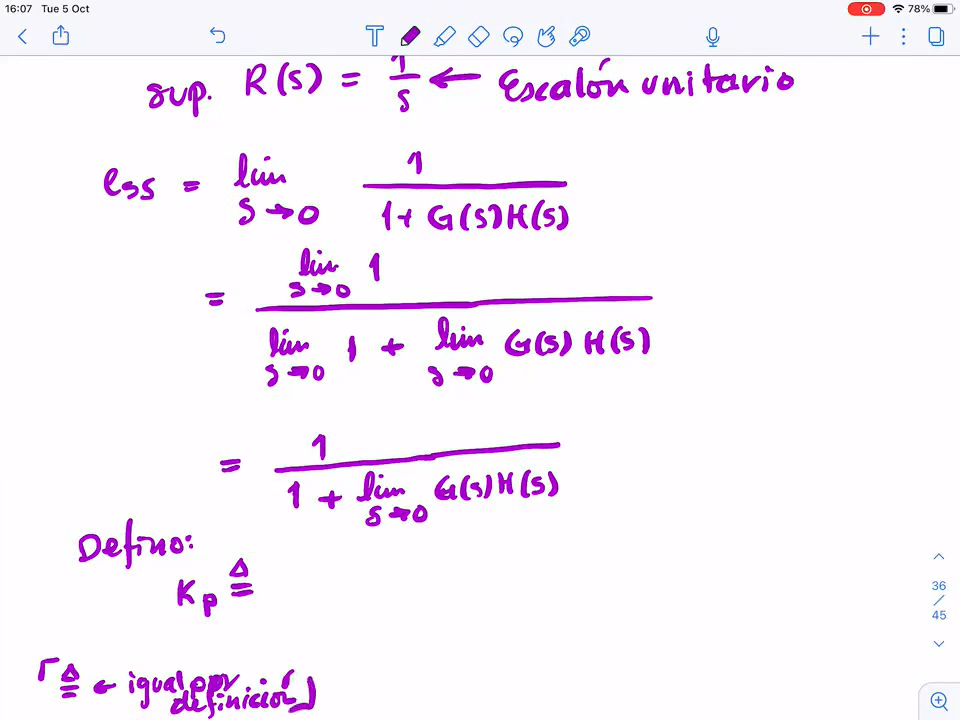 16:07 Tue 5 Oct 78%
sup. R(s) = 1/s ← Escalón unitario
ess = lim s→0 1 / (1 + G(s)H(s))
= lim s→0 1 / (lim s→0 1 + lim s→0 G(s)H(s))
= 1 / (1 + lim s→0 G(s)H(s))
Defino:
Kp ≜
36
/
45
[≜ ← igual por
definición]